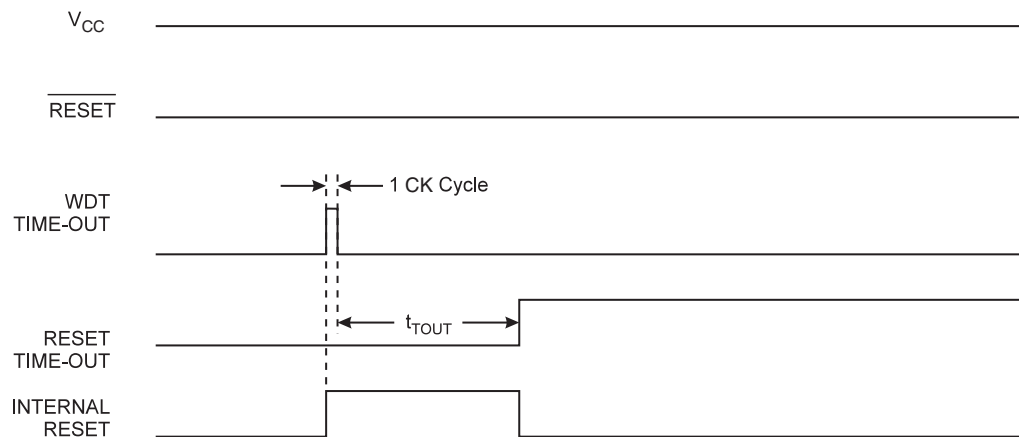 VCC
RESET
1 CK Cycle
WDT
TIME-OUT
tTOUT
RESET
TIME-OUT
INTERNAL
RESET